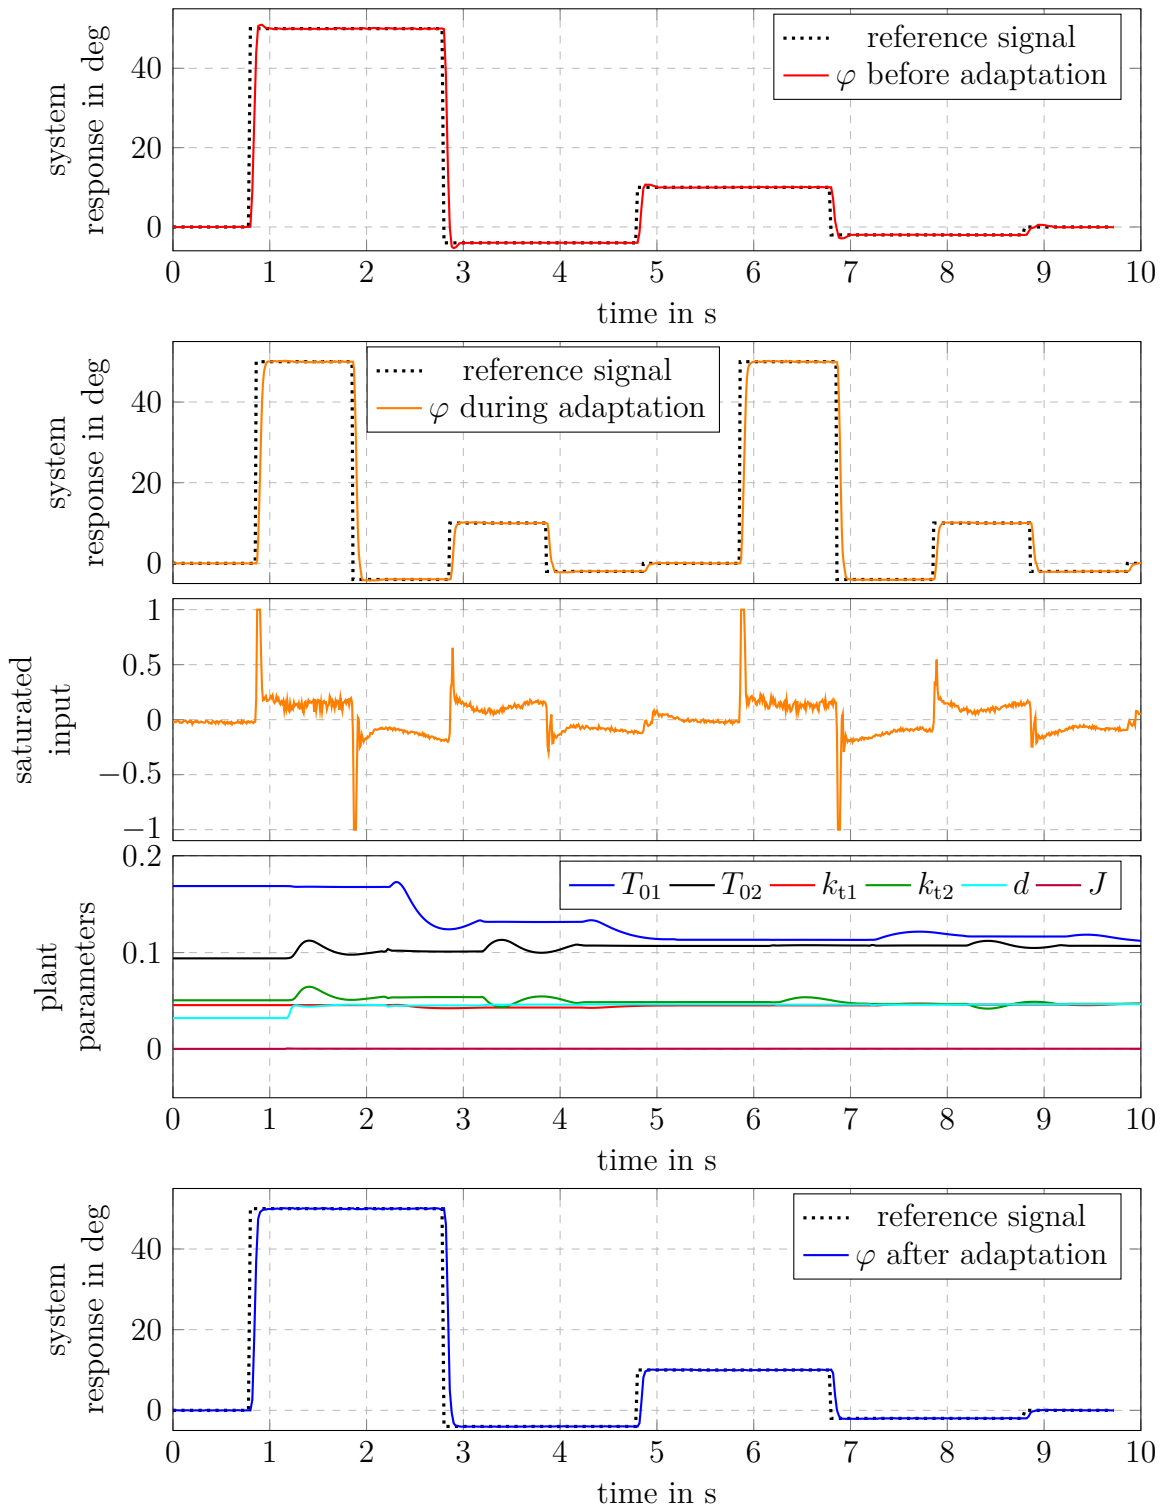 system
response in deg
40
20
0
reference signal
φ before adaptation
0 1 2 3 4 5 6 7 8 9 10
time in s
system
response in deg
40
20
0
reference signal
φ during adaptation
saturated
input
1
0.5
0
−0.5
−1
plant
parameters
0.2
0.1
0
T01 T02 kt1 kt2 d J
0 1 2 3 4 5 6 7 8 9 10
time in s
system
response in deg
40
20
0
reference signal
φ after adaptation
0 1 2 3 4 5 6 7 8 9 10
time in s